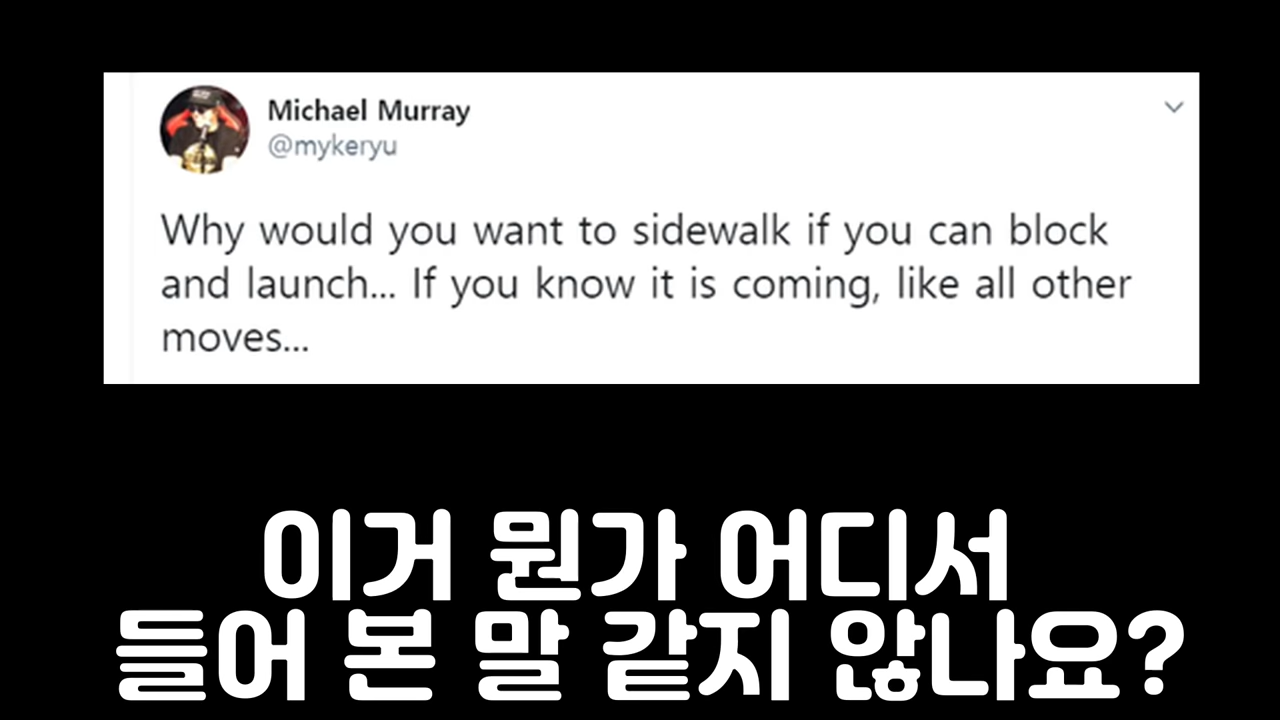 Michael Murray
@mykeryu
Why would you want to sidewalk if you can block
and launch... If you know it is coming, like all other
moves...
이거 뭔가 어디서
들어 본 말 같지 않나요?